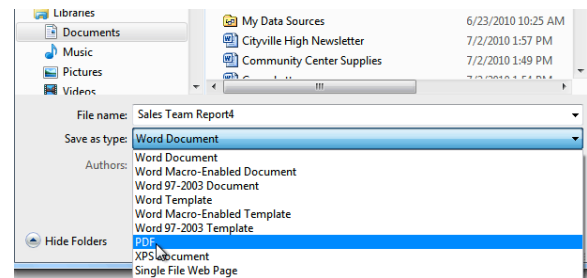 Libraries
Documents
Music
Pictures
Videos
My Data Sources 6/23/2010 10:25 AM
Cityville High Newsletter 7/2/2010 1:57 PM
Community Center Supplies 7/2/2010 1:49 PM
File name: Sales Team Report4
Save as type: Word Document
Authors:
Word Document
Word Macro-Enabled Document
Word 97-2003 Document
Word Template
Word Macro-Enabled Template
Word 97-2003 Template
PDF
XPS Document
Single File Web Page
Hide Folders